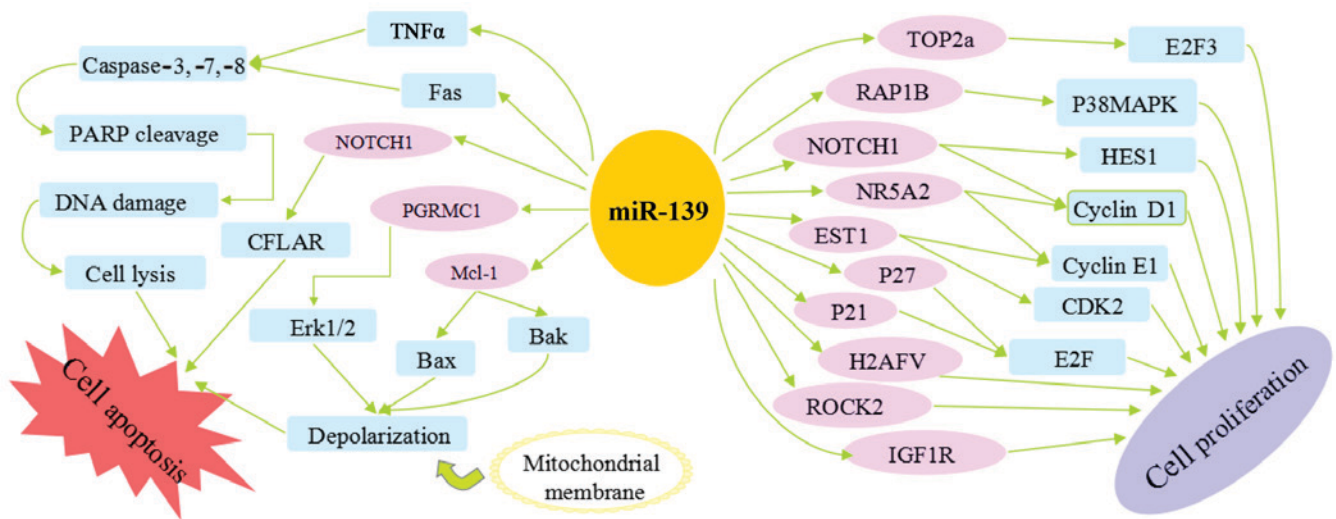 TNFα
Caspase-3, -7, -8
Fas
PARP cleavage
NOTCH1
DNA damage
PGRMC1
CFLAR
Cell lysis
Mcl-1
Erk1/2
Bak
Bax
Cell apoptosis
Depolarization
Mitochondrial
membrane
miR-139
TOP2a
E2F3
RAP1B
P38MAPK
NOTCH1
HES1
NR5A2
Cyclin D1
EST1
Cyclin E1
P27
CDK2
P21
E2F
H2AFV
ROCK2
IGF1R
Cell proliferation